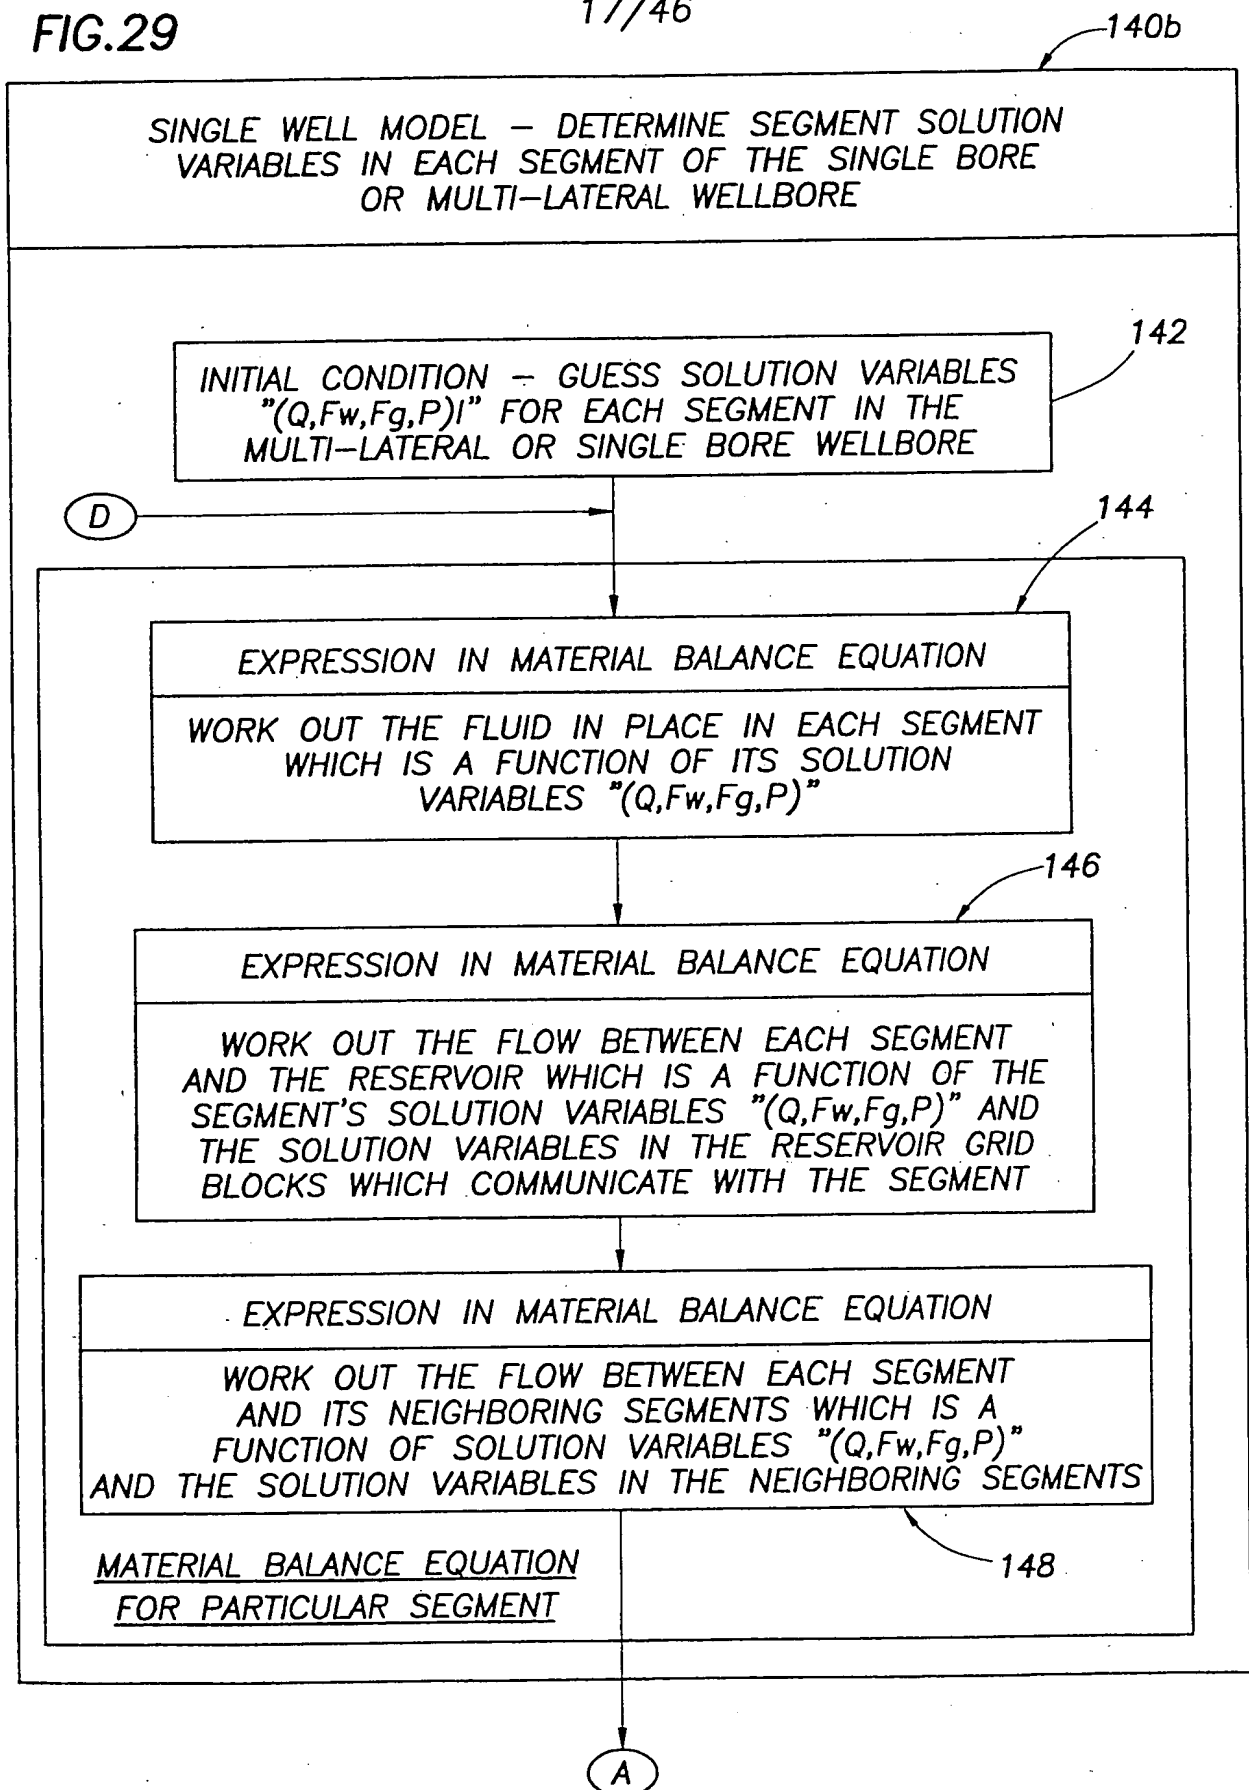 FIG.29
17/46
140b
SINGLE WELL MODEL – DETERMINE SEGMENT SOLUTION
VARIABLES IN EACH SEGMENT OF THE SINGLE BORE
OR MULTI–LATERAL WELLBORE
142
INITIAL CONDITION – GUESS SOLUTION VARIABLES
"(Q,Fw,Fg,P)I" FOR EACH SEGMENT IN THE
MULTI–LATERAL OR SINGLE BORE WELLBORE
D
144
EXPRESSION IN MATERIAL BALANCE EQUATION
WORK OUT THE FLUID IN PLACE IN EACH SEGMENT
WHICH IS A FUNCTION OF ITS SOLUTION
VARIABLES "(Q,Fw,Fg,P)"
146
EXPRESSION IN MATERIAL BALANCE EQUATION
WORK OUT THE FLOW BETWEEN EACH SEGMENT
AND THE RESERVOIR WHICH IS A FUNCTION OF THE
SEGMENT'S SOLUTION VARIABLES "(Q,Fw,Fg,P)" AND
THE SOLUTION VARIABLES IN THE RESERVOIR GRID
BLOCKS WHICH COMMUNICATE WITH THE SEGMENT
EXPRESSION IN MATERIAL BALANCE EQUATION
WORK OUT THE FLOW BETWEEN EACH SEGMENT
AND ITS NEIGHBORING SEGMENTS WHICH IS A
FUNCTION OF SOLUTION VARIABLES "(Q,Fw,Fg,P)"
AND THE SOLUTION VARIABLES IN THE NEIGHBORING SEGMENTS
148
MATERIAL BALANCE EQUATION
FOR PARTICULAR SEGMENT
A